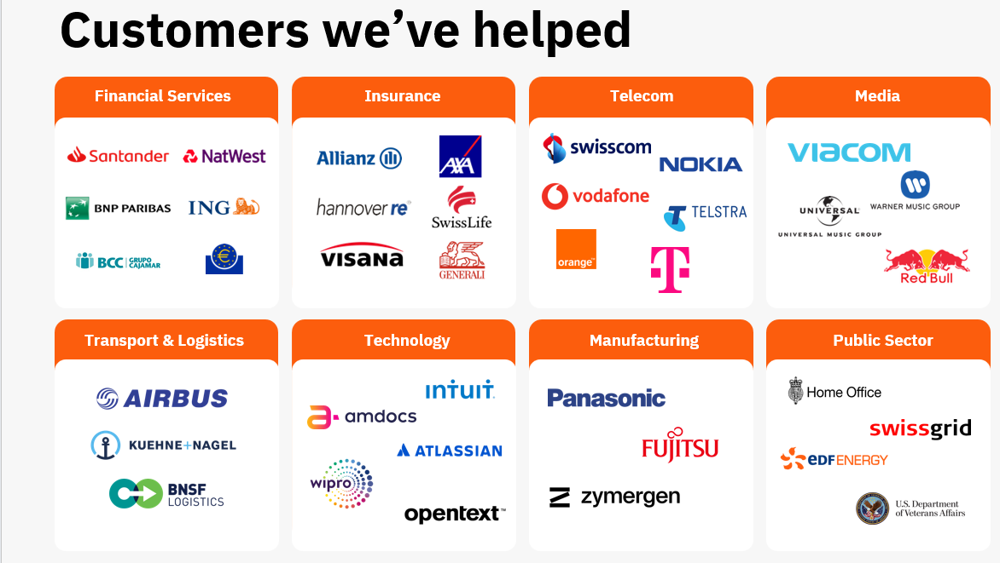 Customers we’ve helped
Financial Services
Santander
NatWest
BNP PARIBAS
ING
BCC GRUPO
CAJAMAR
€
Insurance
Allianz
AXA
hannover re®
SwissLife
visana
GENERALI
Telecom
swisscom
NOKIA
vodafone
TELSTRA
orange™
T
Media
VIACOM
WARNER MUSIC GROUP
UNIVERSAL
UNIVERSAL MUSIC GROUP
Red Bull
Transport & Logistics
AIRBUS
KUEHNE+NAGEL
BNSF
LOGISTICS
Technology
intuit.
amdocs
ATLASSIAN
wipro
opentext™
Manufacturing
Panasonic
FUJITSU
zymergen
Public Sector
Home Office
swissgrid
eDF ENERGY
U.S. Department
of Veterans Affairs